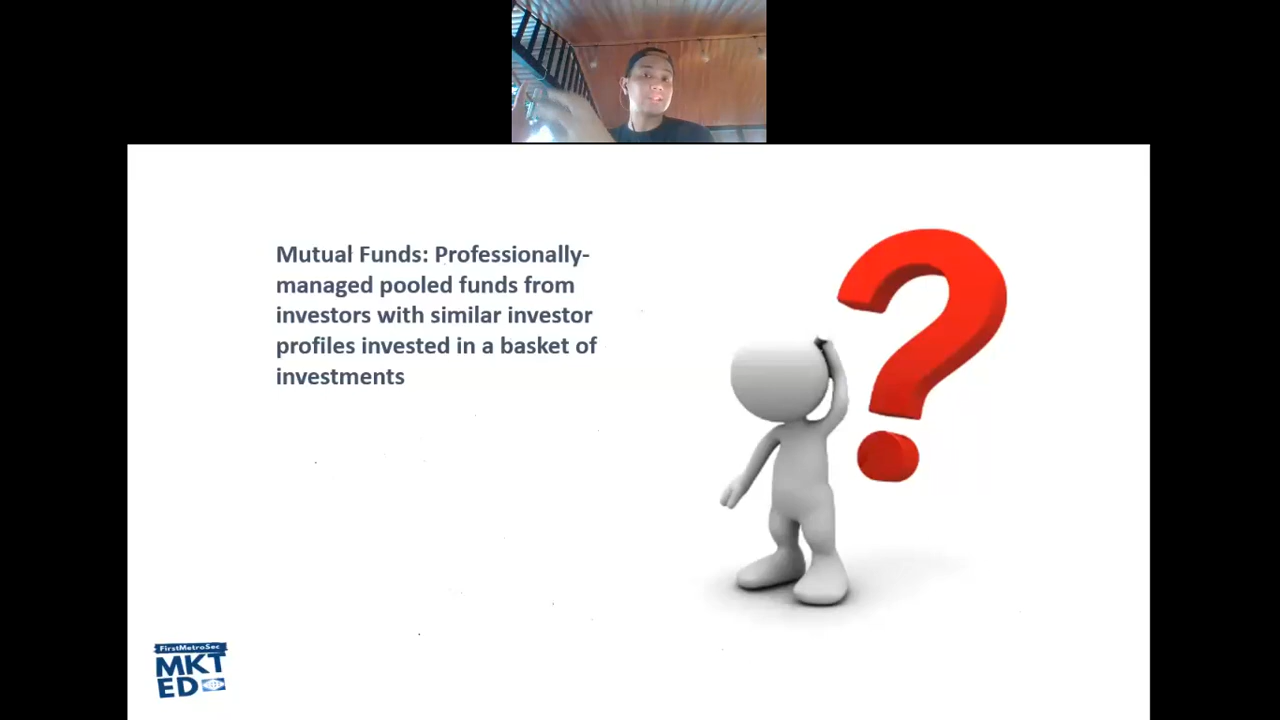 Mutual Funds: Professionally-
managed pooled funds from
investors with similar investor
profiles invested in a basket of
investments
FirstMetroSec
MKT
ED